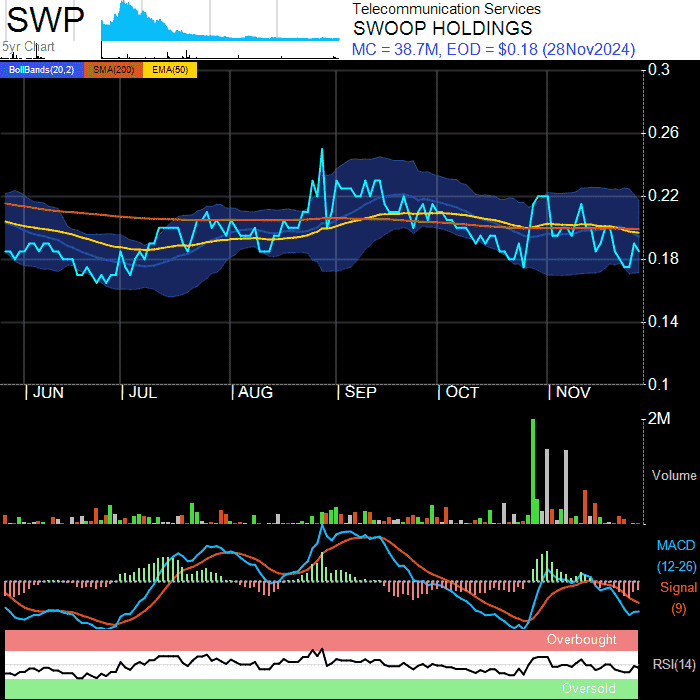 SWP
5yr Chart
Telecommunication Services
SWOOP HOLDINGS
MC = 38.7M, EOD = $0.18 (28Nov2024)
BollBands(20,2) SMA(200) EMA(50)
0.3
0.26
0.22
0.18
0.14
0.1
JUN JUL AUG SEP OCT NOV
2M
Volume
MACD
(12-26)
Signal
(9)
Overbought
RSI(14)
Oversold